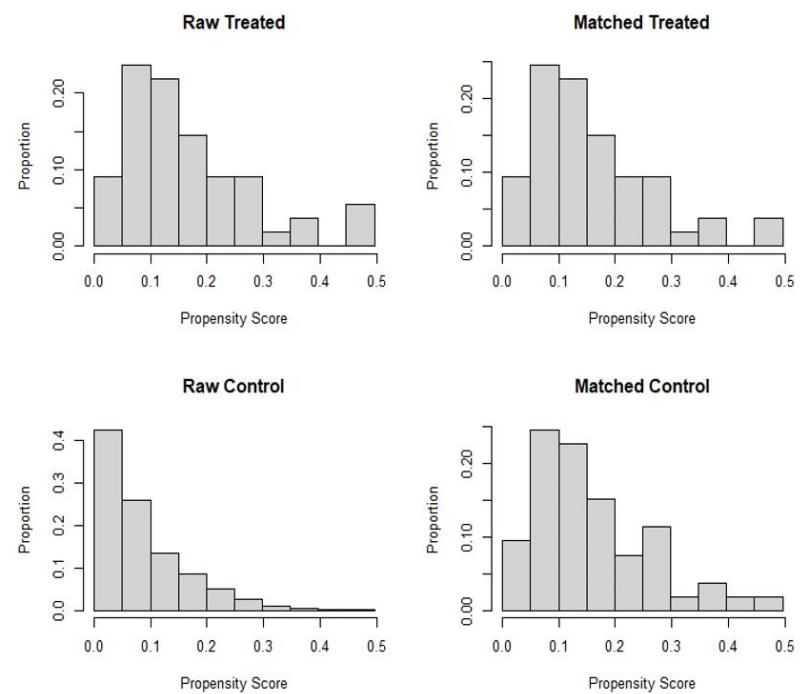 Raw Treated
Matched Treated
Proportion
0.00 0.10 0.20
0.0 0.1 0.2 0.3 0.4 0.5
Propensity Score
Proportion
0.00 0.10 0.20
0.0 0.1 0.2 0.3 0.4 0.5
Propensity Score
Raw Control
Matched Control
Proportion
0.0 0.1 0.2 0.3 0.4
0.0 0.1 0.2 0.3 0.4 0.5
Propensity Score
Proportion
0.00 0.10 0.20
0.0 0.1 0.2 0.3 0.4 0.5
Propensity Score